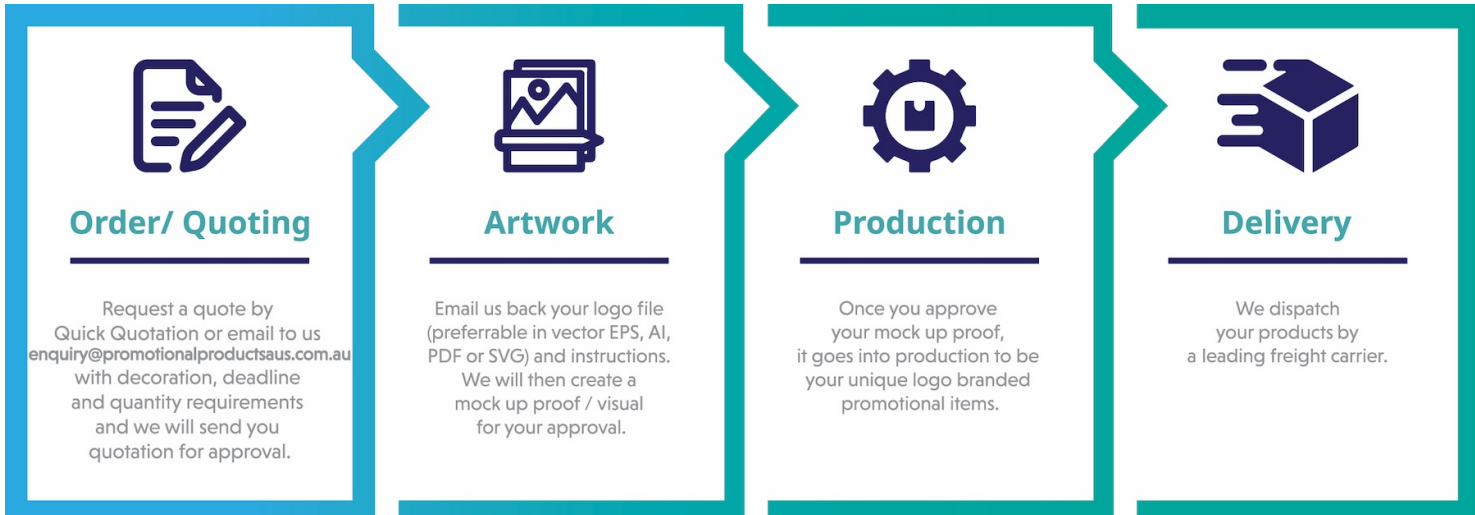 Order/ Quoting
Request a quote by
Quick Quotation or email to us
enquiry@promotionalproductsaus.com.au
with decoration, deadline
and quantity requirements
and we will send you
quotation for approval.
Artwork
Email us back your logo file
(preferrable in vector EPS, AI,
PDF or SVG) and instructions.
We will then create a
mock up proof / visual
for your approval.
Production
Once you approve
your mock up proof,
it goes into production to be
your unique logo branded
promotional items.
Delivery
We dispatch
your products by
a leading freight carrier.